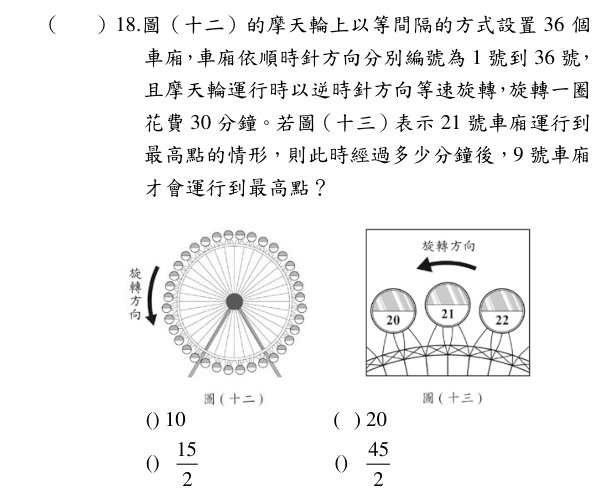 (　　) 18.圖（十二）的摩天輪上以等間隔的方式設置 36 個
車廂，車廂依順時針方向分別編號為 1 號到 36 號，
且摩天輪運行時以逆時針方向等速旋轉，旋轉一圈
花費 30 分鐘。若圖（十三）表示 21 號車廂運行到
最高點的情形，則此時經過多少分鐘後，9 號車廂
才會運行到最高點？
旋轉方向
圖(十二)
旋轉方向
20 21 22
圖(十三)
() 10 ( ) 20
() 15/2 () 45/2